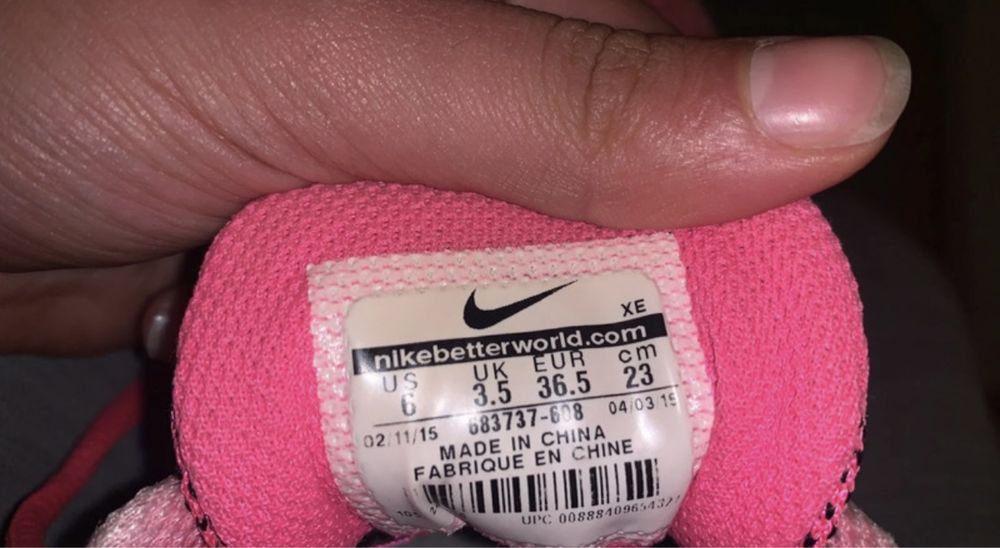 XE
nikebetterworld.com
US UK EUR cm
6 3.5 36.5 23
02/11/15 683737-608 04/03/15
MADE IN CHINA
FABRIQUE EN CHINE
UPC